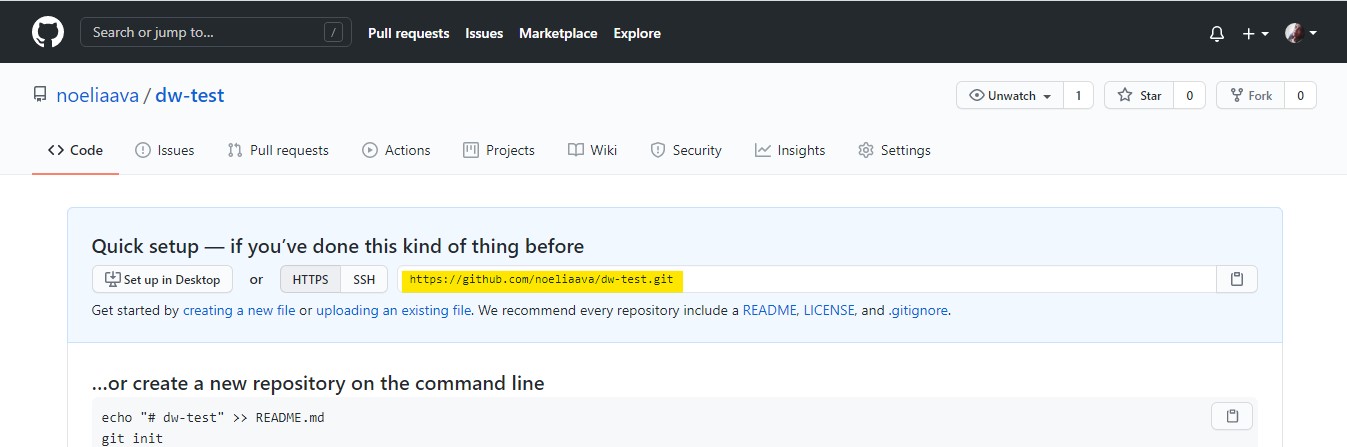 Search or jump to... / Pull requests Issues Marketplace Explore
noeliaava / dw-test Unwatch 1 Star 0 Fork 0
Code Issues Pull requests Actions Projects Wiki Security Insights Settings
Quick setup — if you've done this kind of thing before
Set up in Desktop or HTTPS SSH https://github.com/noeliaava/dw-test.git
Get started by creating a new file or uploading an existing file. We recommend every repository include a README, LICENSE, and .gitignore.
...or create a new repository on the command line
echo "# dw-test" >> README.md
git init